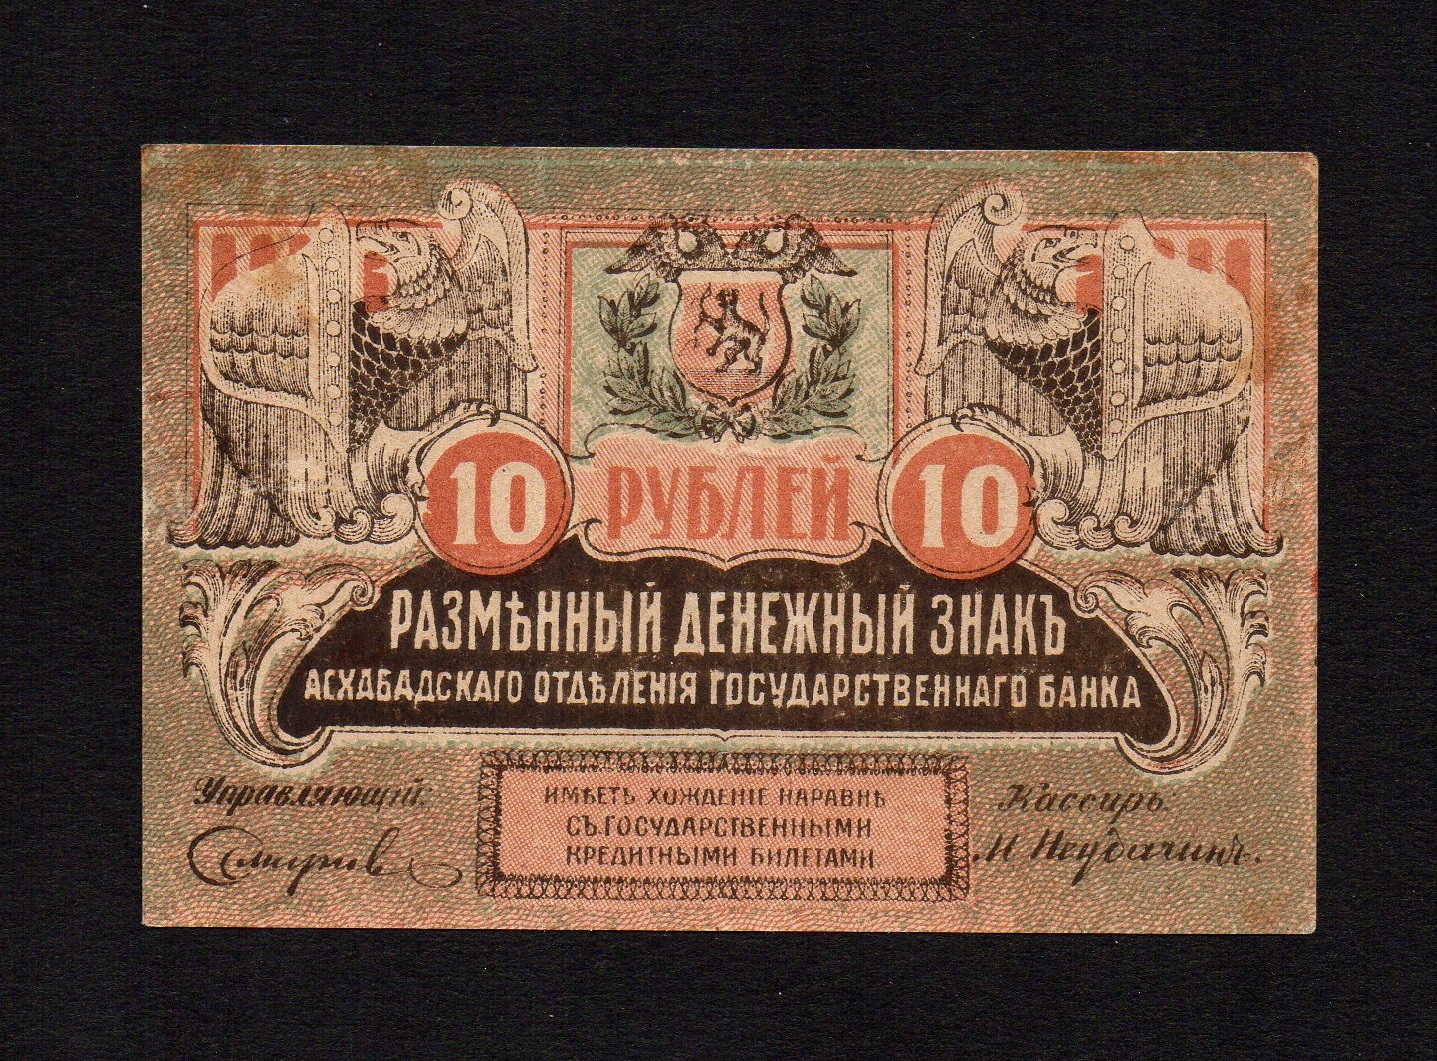 10 РУБЛЕЙ 10
РАЗМѢННЫЙ ДЕНЕЖНЫЙ ЗНАКЪ
АСХАБАДСКАГО ОТДѢЛЕНІЯ ГОСУДАРСТВЕННАГО БАНКА
Управляющій:
Смирнов
ИМѢЕТЪ ХОЖДЕНІЕ НАРАВНѢ
СЪ ГОСУДАРСТВЕННЫМИ
КРЕДИТНЫМИ БИЛЕТАМИ
Кассиръ:
М Неудачинъ.